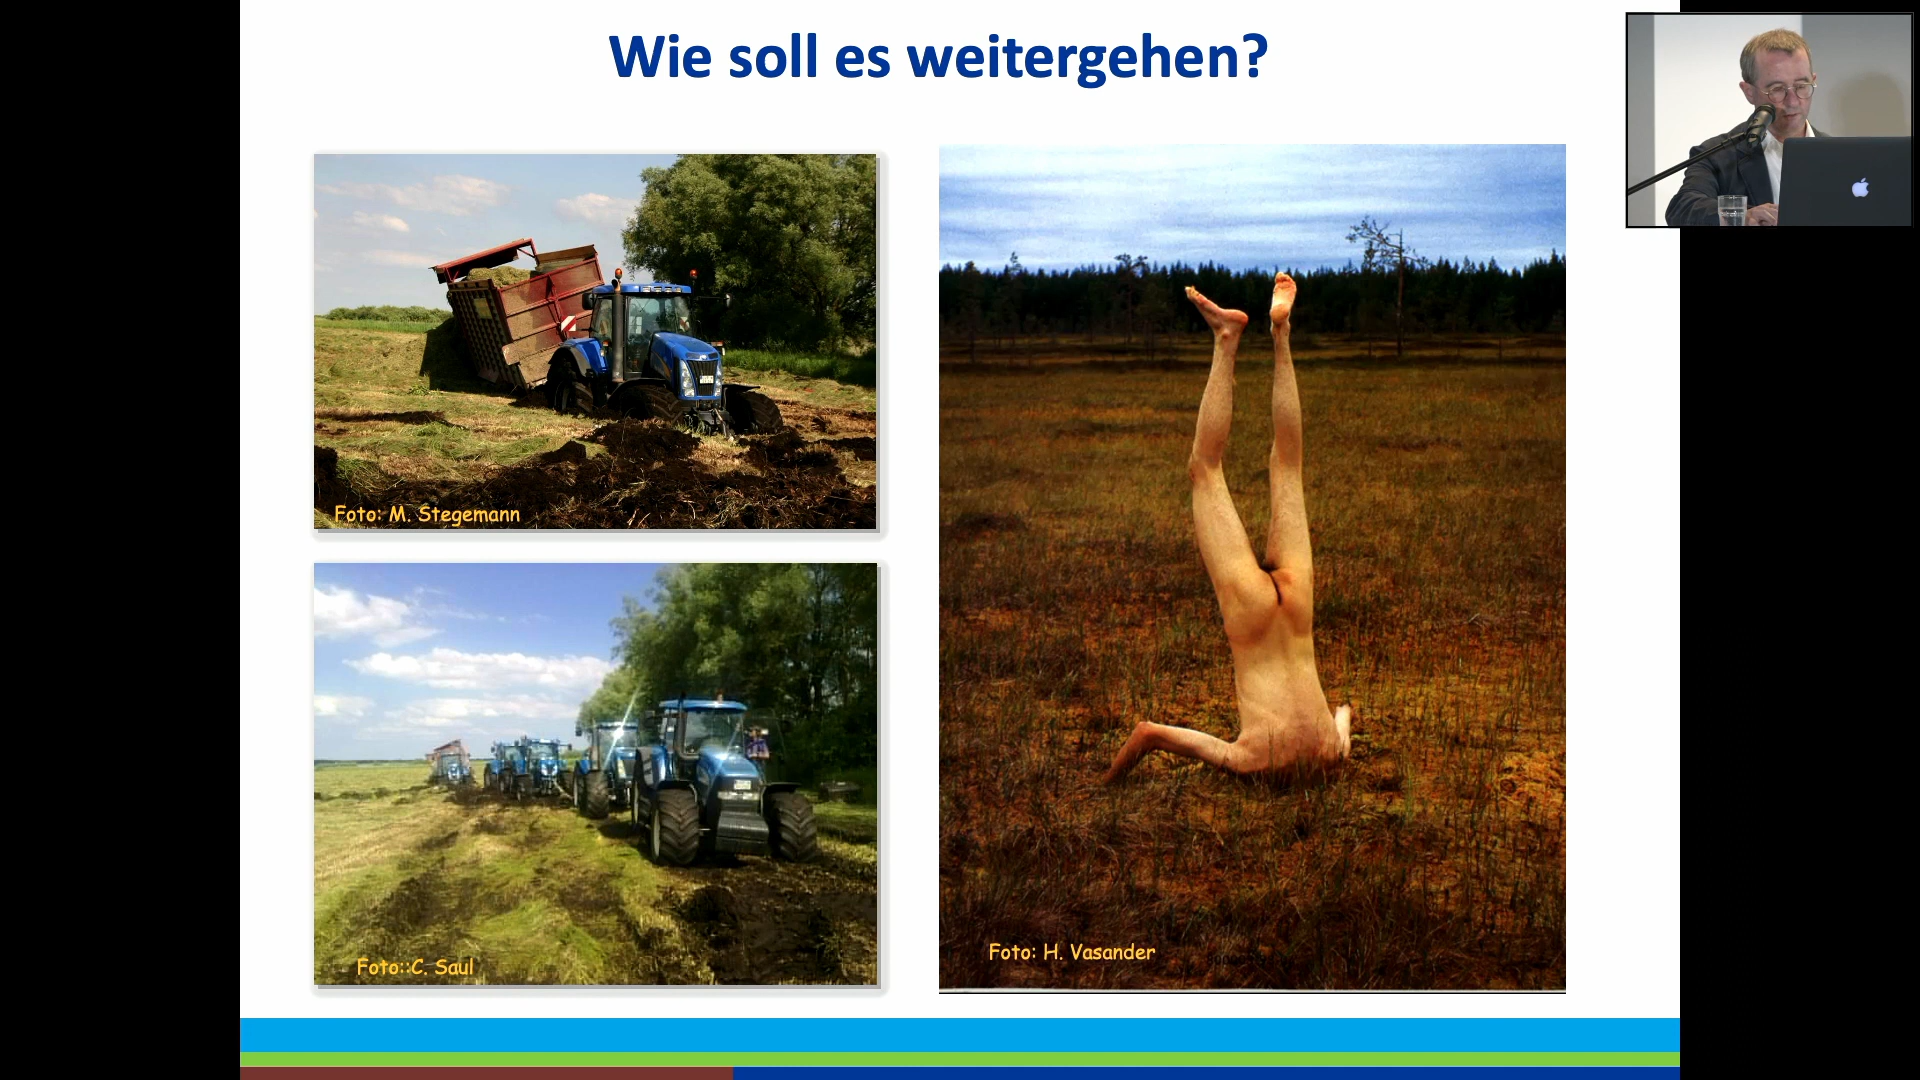 Wie soll es weitergehen?
Foto: M. Stegemann
Foto::C. Saul
Foto: H. Vasander